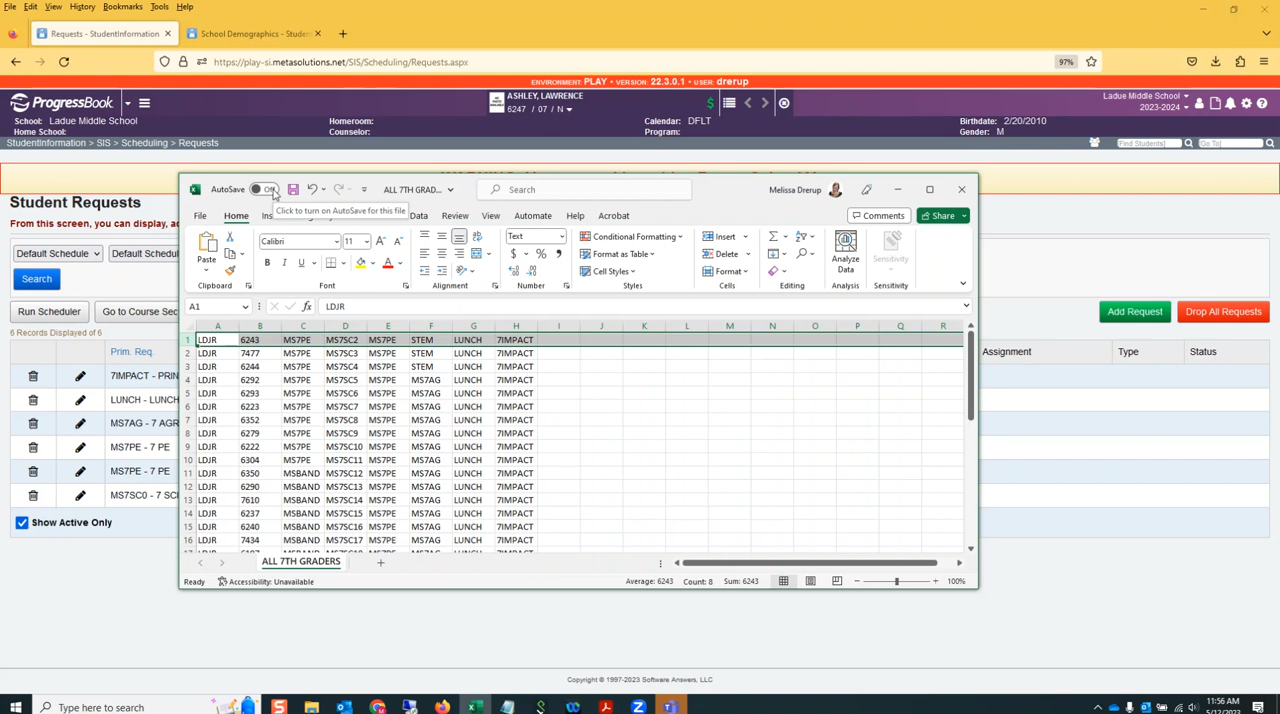 File Edit View History Bookmarks Tools Help
Requests - StudentInformation × School Demographics - Student × +
https://play-si.metasolutions.net/SIS/Scheduling/Requests.aspx 97%
ENVIRONMENT: PLAY • VERSION: 22.3.0.1 • USER: drerup
ProgressBook ASHLEY, LAWRENCE Ladue Middle School
6247 / 07 / N 2023-2024
School: Ladue Middle School Homeroom: Calendar: DFLT Birthdate: 2/20/2010
Home School: Counselor: Program: Gender: M
StudentInformation > SIS > Scheduling > Requests Find Students! Go To!
Student Requests
From this screen, you can display, a
Default Schedule Default Schedul
Search
Run Scheduler Go to Course Sec Add Request Drop All Requests
6 Records Displayed of 6
Prim. Req. Assignment Type Status
7IMPACT - PRIN
LUNCH - LUNCH
MS7AG - 7 AGR
MS7PE - 7 PE
MS7PE - 7 PE
MS7SC0 - 7 SCI
Show Active Only
AutoSave Off ALL 7TH GRAD... Search Melissa Drerup
Click to turn on AutoSave for this file
File Home Ins Data Review View Automate Help Acrobat Comments Share
Paste Calibri 11 Text Conditional Formatting Insert Analyze Data Sensitivity
Format as Table Delete
Cell Styles Format
Clipboard Font Alignment Number Styles Cells Editing Analysis Sensitivity
A1 fx LDJR
A B C D E F G H I J K L M N O P Q R
1 LDJR 6243 MS7PE MS7SC2 MS7PE STEM LUNCH 7IMPACT
2 LDJR 7477 MS7PE MS7SC3 MS7PE STEM LUNCH 7IMPACT
3 LDJR 6244 MS7PE MS7SC4 MS7PE STEM LUNCH 7IMPACT
4 LDJR 6292 MS7PE MS7SC5 MS7PE MS7AG LUNCH 7IMPACT
5 LDJR 6293 MS7PE MS7SC6 MS7PE MS7AG LUNCH 7IMPACT
6 LDJR 6223 MS7PE MS7SC7 MS7PE MS7AG LUNCH 7IMPACT
7 LDJR 6352 MS7PE MS7SC8 MS7PE MS7AG LUNCH 7IMPACT
8 LDJR 6279 MS7PE MS7SC9 MS7PE MS7AG LUNCH 7IMPACT
9 LDJR 6222 MS7PE MS7SC10 MS7PE MS7AG LUNCH 7IMPACT
10 LDJR 6304 MS7PE MS7SC11 MS7PE MS7AG LUNCH 7IMPACT
11 LDJR 6350 MSBAND MS7SC12 MS7PE MS7AG LUNCH 7IMPACT
12 LDJR 6290 MSBAND MS7SC13 MS7PE MS7AG LUNCH 7IMPACT
13 LDJR 7610 MSBAND MS7SC14 MS7PE MS7AG LUNCH 7IMPACT
14 LDJR 6237 MSBAND MS7SC15 MS7PE MS7AG LUNCH 7IMPACT
15 LDJR 6240 MSBAND MS7SC16 MS7PE MS7AG LUNCH 7IMPACT
16 LDJR 7434 MSBAND MS7SC17 MS7PE MS7AG LUNCH 7IMPACT
ALL 7TH GRADERS
Ready Accessibility: Unavailable Average: 6243 Count: 8 Sum: 6243 100%
Copyright © 1997-2023 Software Answers, LLC
Type here to search 11:56 AM
5/12/2023